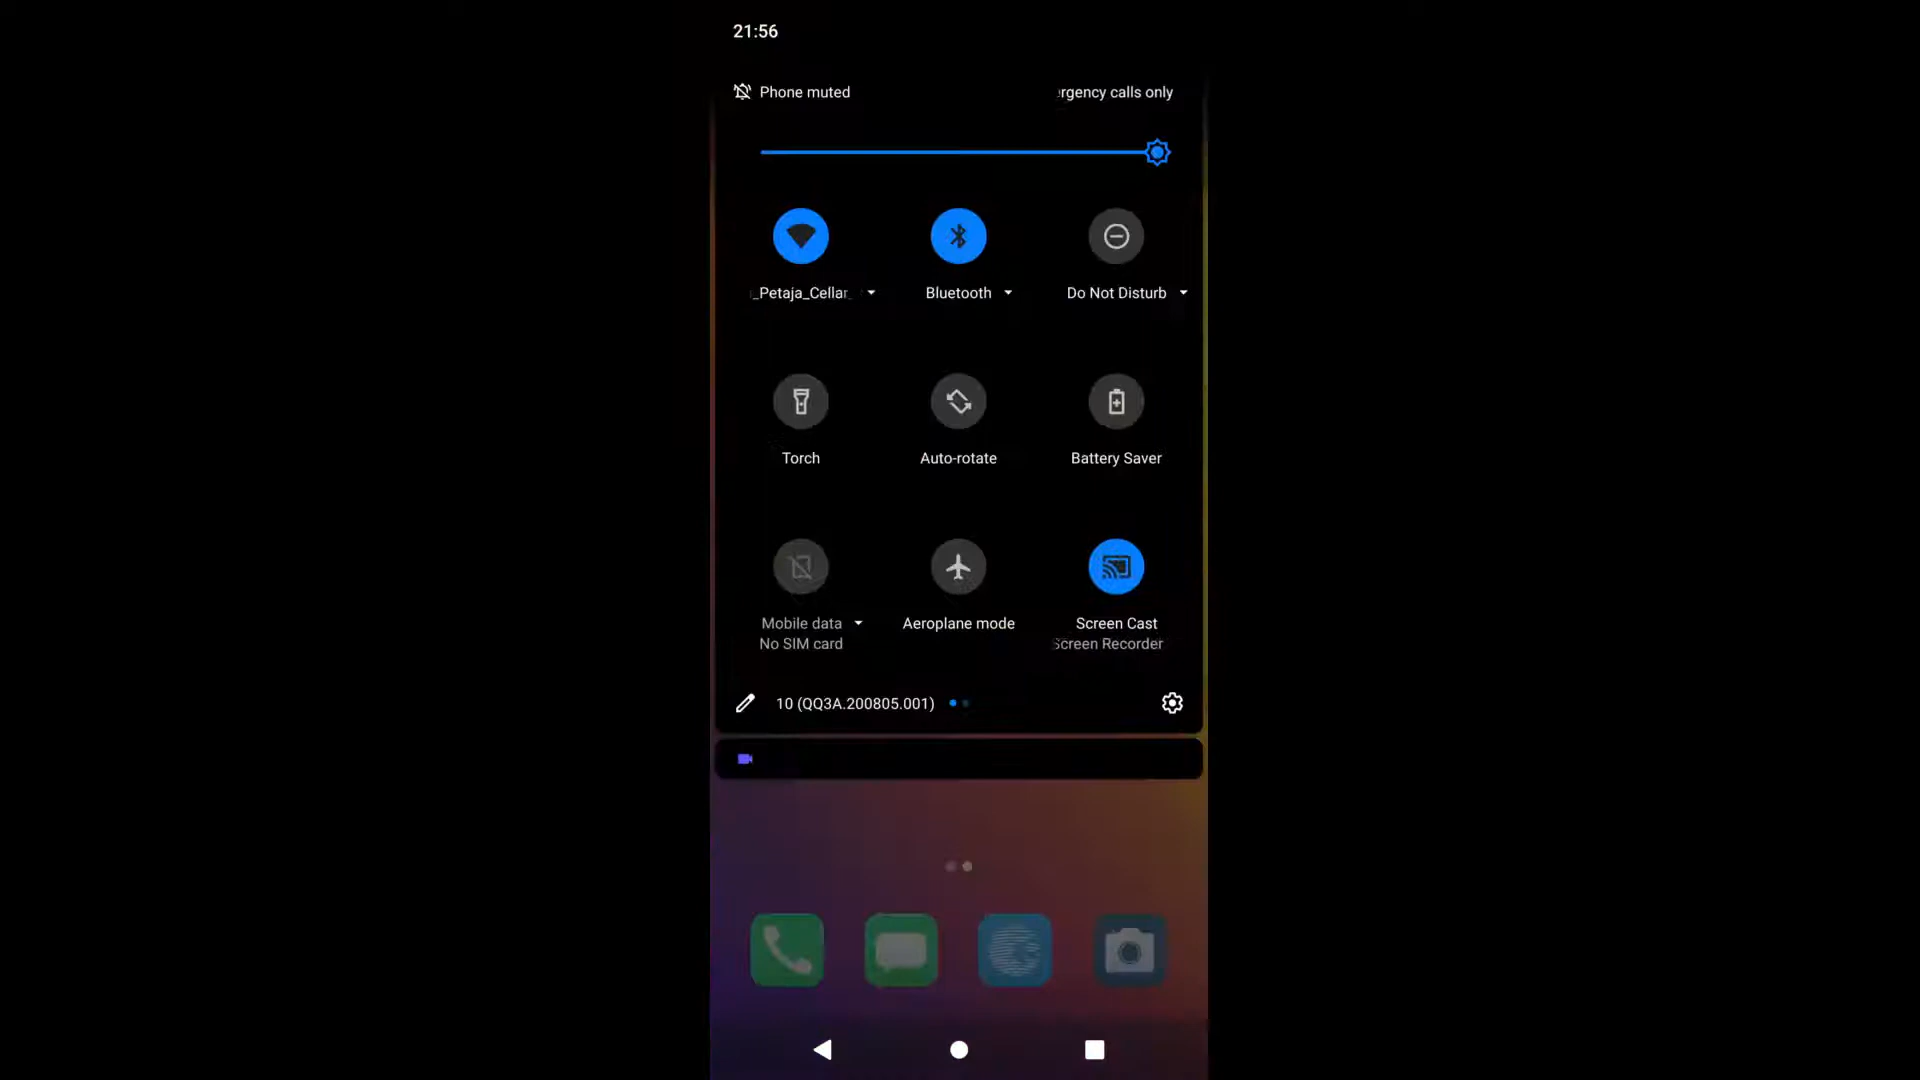 21:56
Phone muted
rgency calls only
_Petaja_Cellar_
Bluetooth
Do Not Disturb
Torch
Auto-rotate
Battery Saver
Mobile data
No SIM card
Aeroplane mode
Screen Cast
Screen Recorder
10 (QQ3A.200805.001)